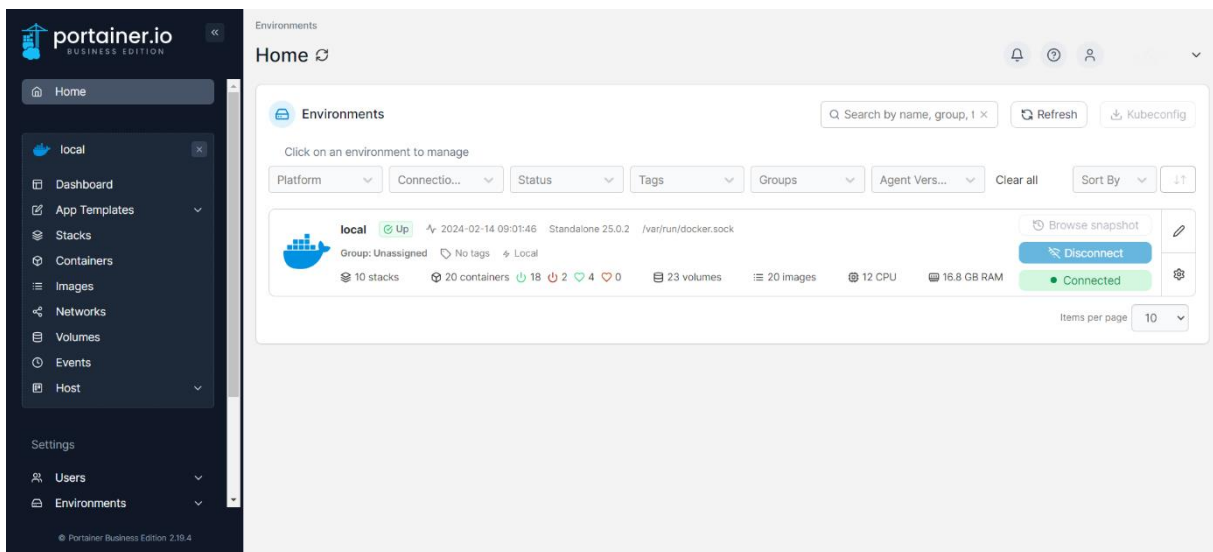 portainer.io
BUSINESS EDITION
Home
local
Dashboard
App Templates
Stacks
Containers
Images
Networks
Volumes
Events
Host
Settings
Users
Environments
© Portainer Business Edition 2.19.4
Environments
Home
Environments
Search by name, group, t
Refresh
Kubeconfig
Click on an environment to manage
Platform
Connectio...
Status
Tags
Groups
Agent Vers...
Clear all
Sort By
local Up 2024-02-14 09:01:46 Standalone 25.0.2 /var/run/docker.sock
Group: Unassigned No tags Local
10 stacks 20 containers 18 2 4 0 23 volumes 20 images 12 CPU 16.8 GB RAM
Browse snapshot
Disconnect
Connected
Items per page 10